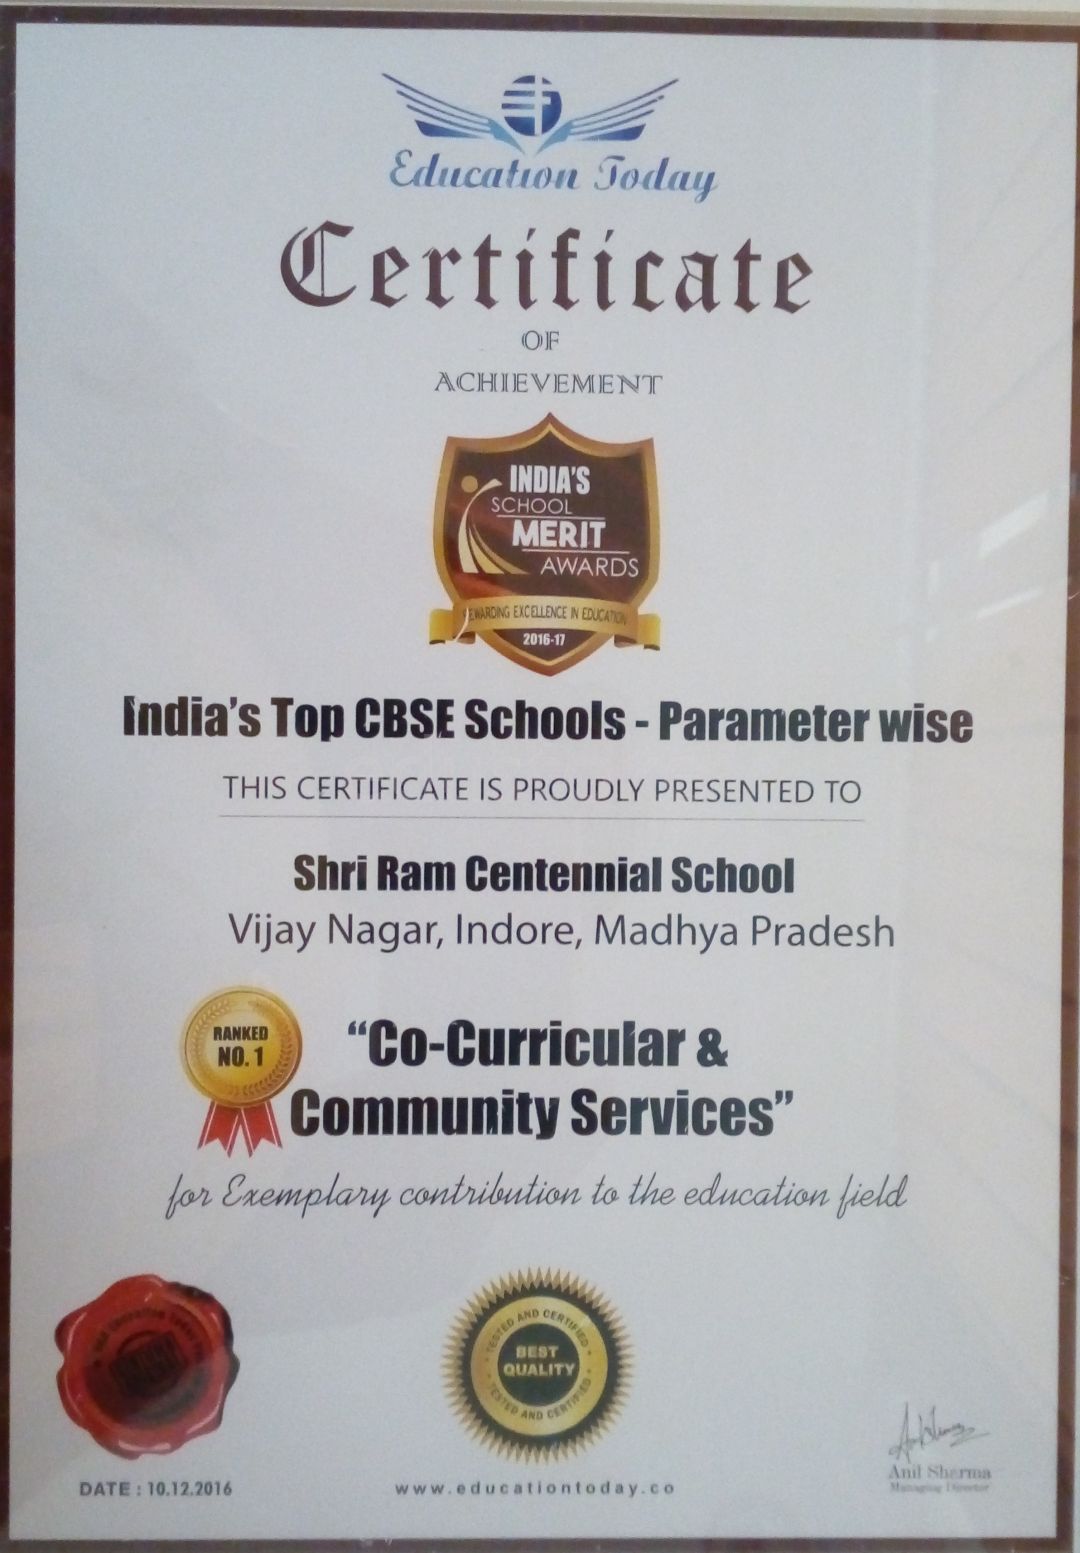 Education Today
Certificate
OF
ACHIEVEMENT
INDIA'S
SCHOOL
MERIT
AWARDS
REWARDING EXCELLENCE IN EDUCATION
2016-17
India's Top CBSE Schools - Parameter wise
THIS CERTIFICATE IS PROUDLY PRESENTED TO
Shri Ram Centennial School
Vijay Nagar, Indore, Madhya Pradesh
RANKED
NO. 1
“Co-Curricular &
Community Services”
for Exemplary contribution to the education field
TESTED AND CERTIFIED
BEST
QUALITY
TESTED AND CERTIFIED
Anil Sharma
Managing Director
DATE : 10.12.2016
www.educationtoday.co